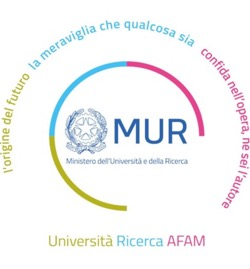 l'origine del futuro
la meraviglia che qualcosa sia
confida nell'opera, ne sei l'autore
MUR
Ministero dell'Università e della Ricerca
Università Ricerca AFAM